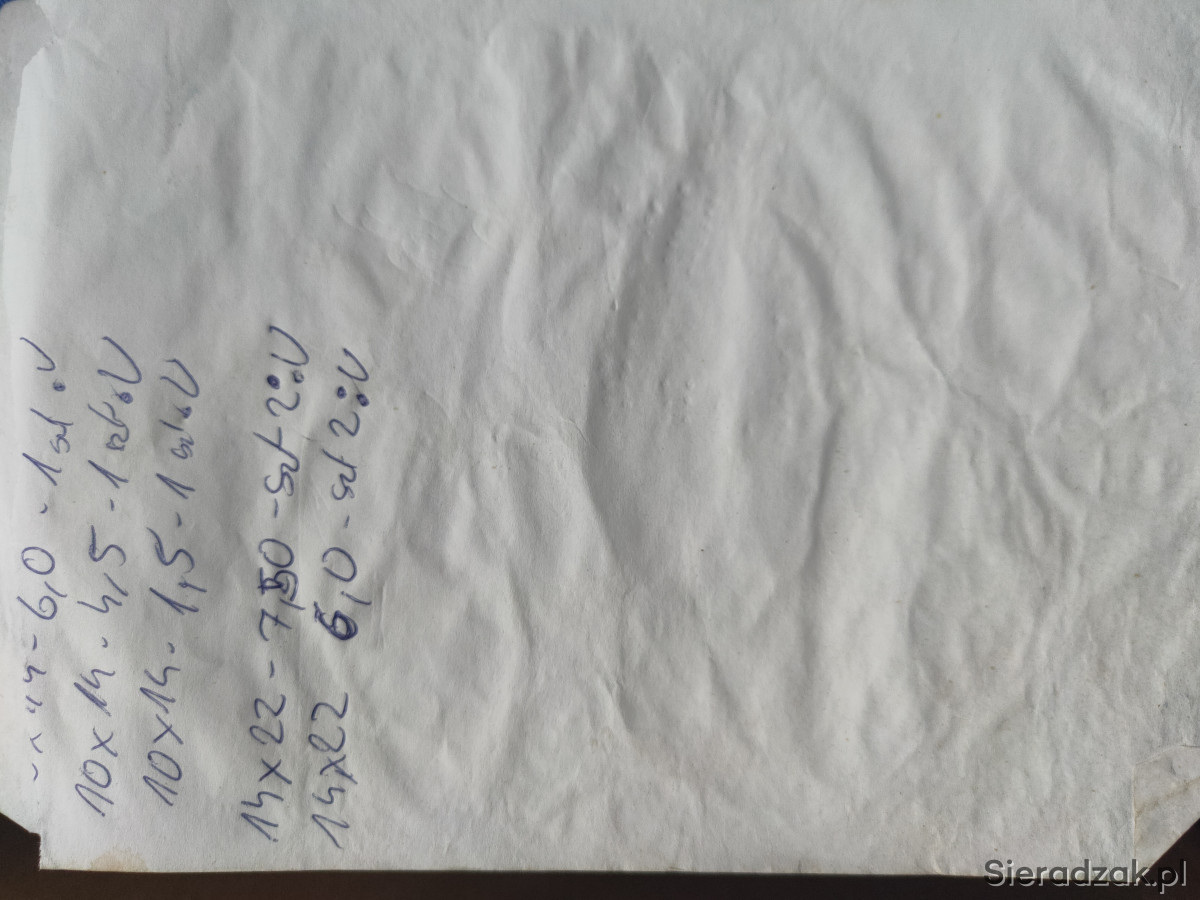 - 6,0 - 1 szt. V
10x14 - 4,5 - 1 szt. V
10x14 - 1,5 - 1 szt. V
14x22 - 7,50 - szt 2 : V
14x22 6,0 - szt 2 : V
Sieradzak.pl